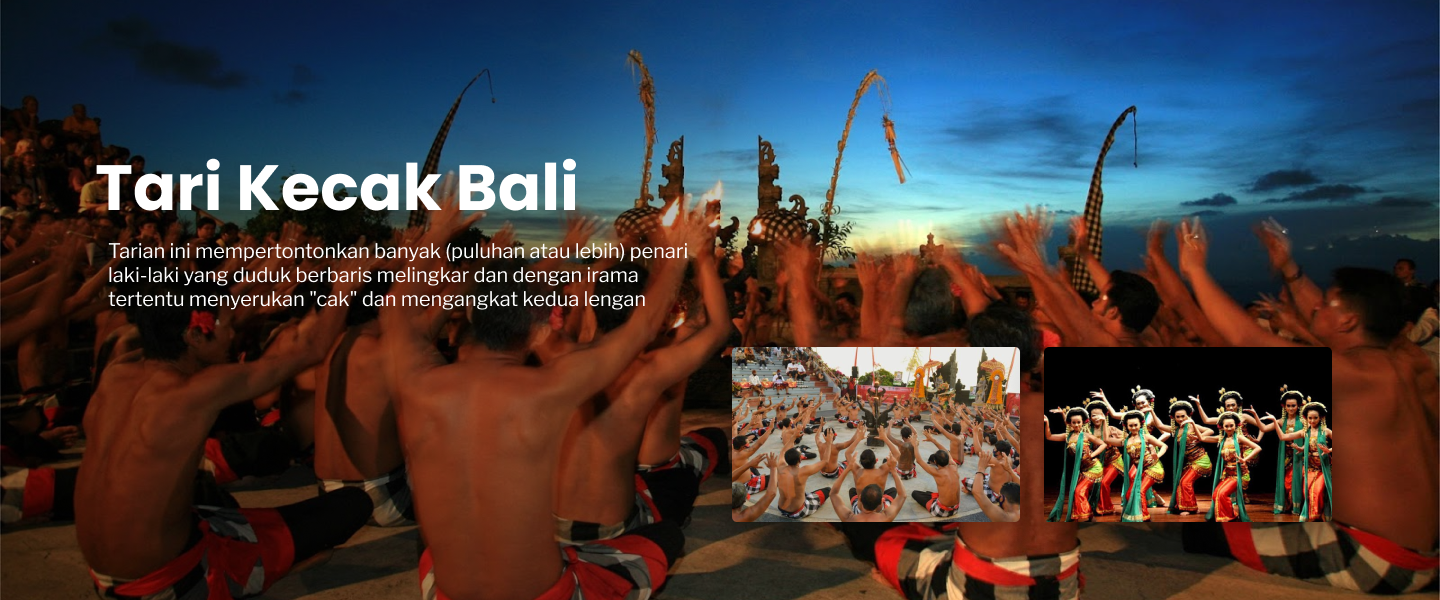 Tari Kecak Bali
Tarian ini mempertontonkan banyak (puluhan atau lebih) penari
laki-laki yang duduk berbaris melingkar dan dengan irama
tertentu menyerukan "cak" dan mengangkat kedua lengan